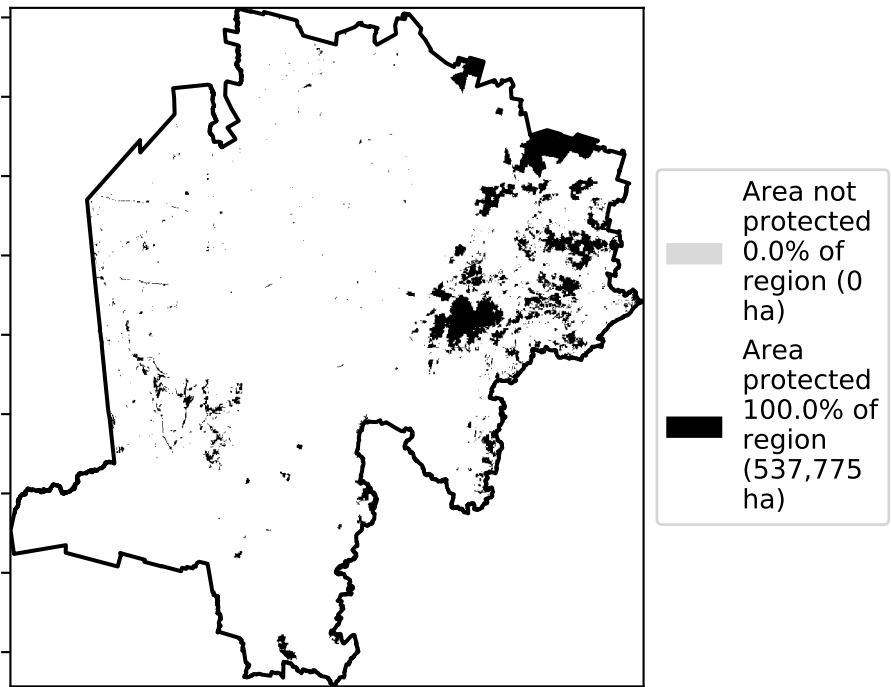 Area not
protected
0.0% of
region (0
ha)
Area
protected
100.0% of
region
(537,775
ha)